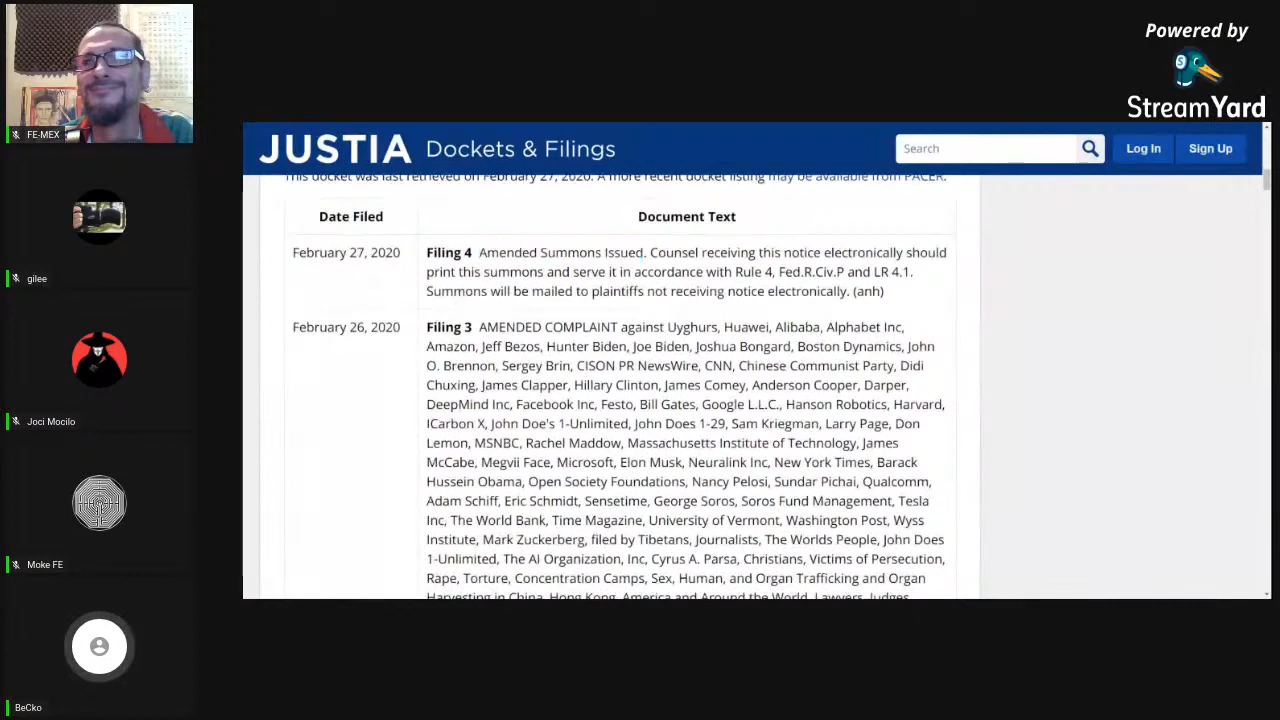 Powered by
StreamYard
FE-MEX
gilee
Joci Mocilo
Moke FE
BeCko
JUSTIA Dockets & Filings
Search
Log In
Sign Up
This docket was last retrieved on February 27, 2020. A more recent docket listing may be available from PACER.
Date Filed
Document Text
February 27, 2020
Filing 4 Amended Summons Issued. Counsel receiving this notice electronically should
print this summons and serve it in accordance with Rule 4, Fed.R.Civ.P and LR 4.1.
Summons will be mailed to plaintiffs not receiving notice electronically. (anh)
February 26, 2020
Filing 3 AMENDED COMPLAINT against Uyghurs, Huawei, Alibaba, Alphabet Inc,
Amazon, Jeff Bezos, Hunter Biden, Joe Biden, Joshua Bongard, Boston Dynamics, John
O. Brennon, Sergey Brin, CISON PR NewsWire, CNN, Chinese Communist Party, Didi
Chuxing, James Clapper, Hillary Clinton, James Comey, Anderson Cooper, Darper,
DeepMind Inc, Facebook Inc, Festo, Bill Gates, Google L.L.C., Hanson Robotics, Harvard,
ICarbon X, John Doe's 1-Unlimited, John Does 1-29, Sam Kriegman, Larry Page, Don
Lemon, MSNBC, Rachel Maddow, Massachusetts Institute of Technology, James
McCabe, Megvii Face, Microsoft, Elon Musk, Neuralink Inc, New York Times, Barack
Hussein Obama, Open Society Foundations, Nancy Pelosi, Sundar Pichai, Qualcomm,
Adam Schiff, Eric Schmidt, Sensetime, George Soros, Soros Fund Management, Tesla
Inc, The World Bank, Time Magazine, University of Vermont, Washington Post, Wyss
Institute, Mark Zuckerberg, filed by Tibetans, Journalists, The Worlds People, John Does
1-Unlimited, The AI Organization, Inc, Cyrus A. Parsa, Christians, Victims of Persecution,
Rape, Torture, Concentration Camps, Sex, Human, and Organ Trafficking and Organ
Harvesting in China, Hong Kong, America and Around the World, Lawyers, Judges,